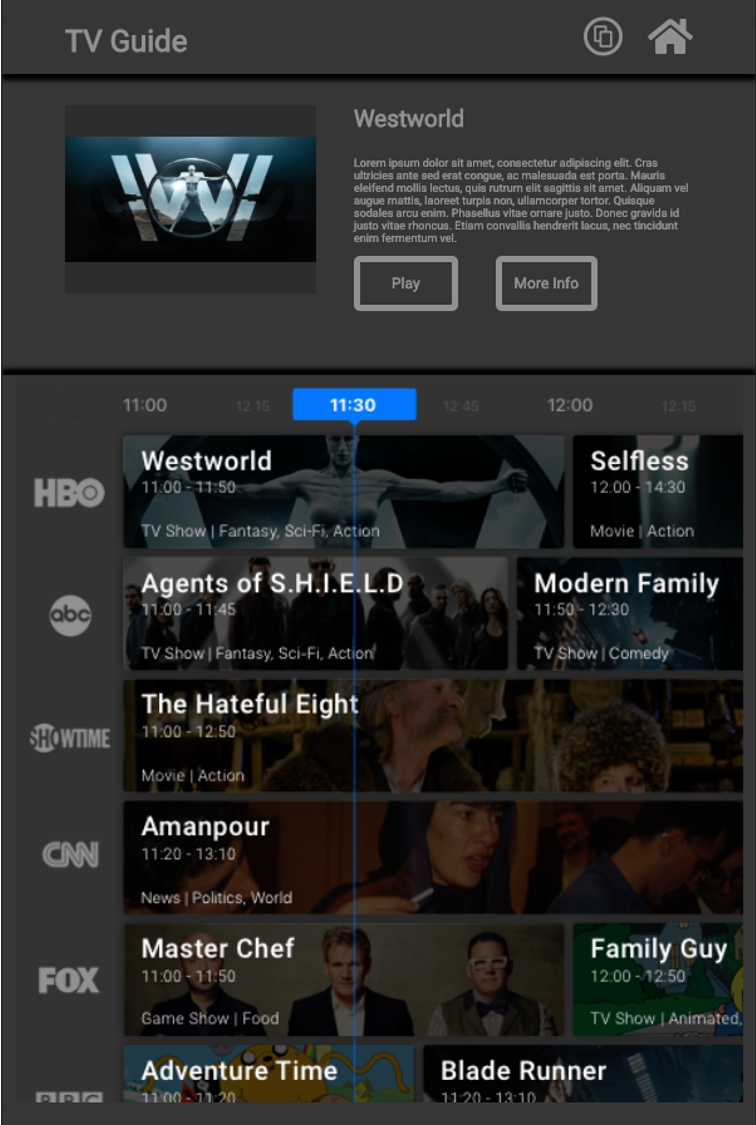 TV Guide
Westworld
Lorem ipsum dolor sit amet, consectetur adipiscing elit. Cras
ultricies ante sed erat congue, ac malesuada est porta. Mauris
eleifend mollis lectus, quis rutrum elit sagittis sit amet. Aliquam vel
augue mattis, laoreet turpis non, ullamcorper tortor. Quisque
sodales arcu enim. Phasellus vitae ornare justo. Donec gravida id
justo vitae rhoncus. Etiam convallis hendrerit lacus, nec tincidunt
enim fermentum vel.
Play
More Info
11:00
12:15
11:30
12:45
12:00
12:15
HBO
Westworld
11:00 - 11:50
TV Show | Fantasy, Sci-Fi, Action
Selfless
12:00 - 14:30
Movie | Action
abc
Agents of S.H.I.E.L.D
11:00 - 11:45
TV Show | Fantasy, Sci-Fi, Action
Modern Family
11:50 - 12:30
TV Show | Comedy
SHOWTIME
The Hateful Eight
11:00 - 12:50
Movie | Action
CNN
Amanpour
11:20 - 13:10
News | Politics, World
FOX
Master Chef
11:00 - 11:50
Game Show | Food
Family Guy
12:00 - 12:50
TV Show | Animated,
BBC
Adventure Time
11:00 - 11:20
Blade Runner
11:20 - 13:10